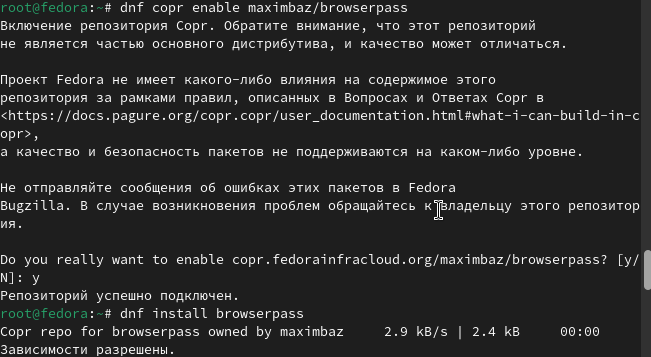 root@fedora:~# dnf copr enable maximbaz/browserpass
Включение репозитория Copr. Обратите внимание, что этот репозиторий
не является частью основного дистрибутива, и качество может отличаться.
Проект Fedora не имеет какого-либо влияния на содержимое этого
репозитория за рамками правил, описанных в Вопросах и Ответах Copr в
<https://docs.pagure.org/copr.copr/user_documentation.html#what-i-can-build-in-c
opr>,
а качество и безопасность пакетов не поддерживаются на каком-либо уровне.
Не отправляйте сообщения об ошибках этих пакетов в Fedora
Bugzilla. В случае возникновения проблем обращайтесь к владельцу этого репозитор
ия.
Do you really want to enable copr.fedorainfracloud.org/maximbaz/browserpass? [y/
N]: y
Репозиторий успешно подключен.
root@fedora:~# dnf install browserpass
Copr repo for browserpass owned by maximbaz     2.9 kB/s | 2.4 kB     00:00
Зависимости разрешены.